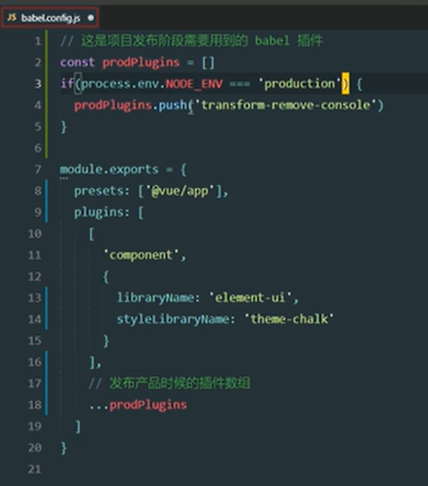 JS babel.config.js ●
1 // 这是项目发布阶段需要用到的 babel 插件
2 const prodPlugins = []
3 if(process.env.NODE_ENV === 'production') {
4   prodPlugins.push('transform-remove-console')
5 }
6
7 module.exports = {
8   presets: ['@vue/app'],
9   plugins: [
10     [
11       'component',
12       {
13         libraryName: 'element-ui',
14         styleLibraryName: 'theme-chalk'
15       }
16     ],
17     // 发布产品时候的插件数组
18     ...prodPlugins
19   ]
20 }
21